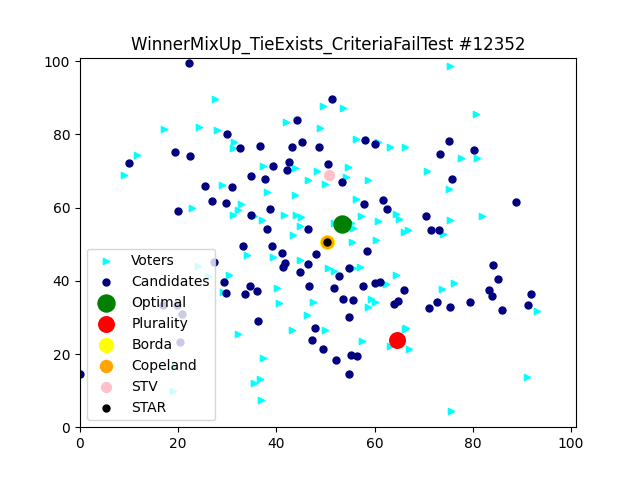 WinnerMixUp_TieExists_CriteriaFailTest #12352
100
80
60
40
20
0
Voters
Candidates
Optimal
Plurality
Borda
Copeland
STV
STAR
0 20 40 60 80 100